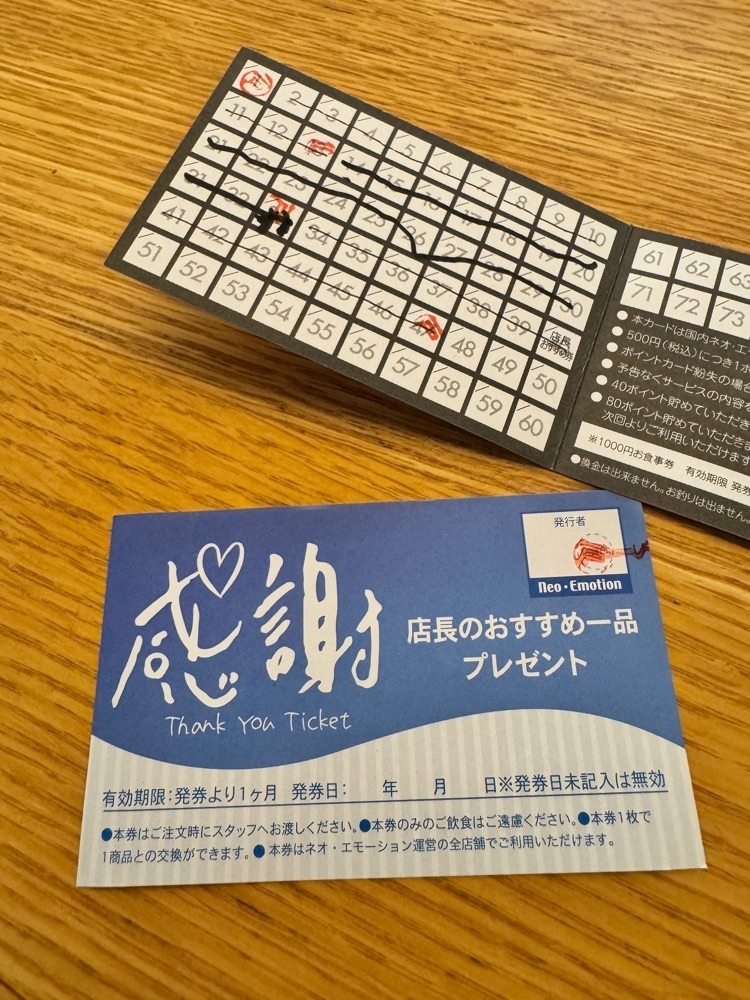 2 3 4 5 6 7 8 9 10
11 12 13 14 15 16 17 18 20
21 22 23 24 25 26 27 28 30
31 32 34 35 36 37 38 39 店長おすすめ券
41 42 43 44 45 46 47 48 50
51 52 53 54 55 56 57 58 59 60
61 62 63
71 72 73
●本カードは国内ネオ・エ
●500円(税込)につき1ポ
●ポイントカード紛失の場合
●予告なくサービスの内容を
●40ポイント貯めていただき
●80ポイント貯めていただきま
次回よりご利用いただけます
※1000円お食事券 有効期限 発券
●換金は出来ません。お釣りは出ません。
発行者
Neo・Emotion
感謝
Thank You Ticket
店長のおすすめ一品
プレゼント
有効期限:発券より1ヶ月 発券日: 年 月 日※発券日未記入は無効
●本券はご注文時にスタッフへお渡しください。●本券のみのご飲食はご遠慮ください。●本券1枚で
1商品との交換ができます。●本券はネオ・エモーション運営の全店舗でご利用いただけます。